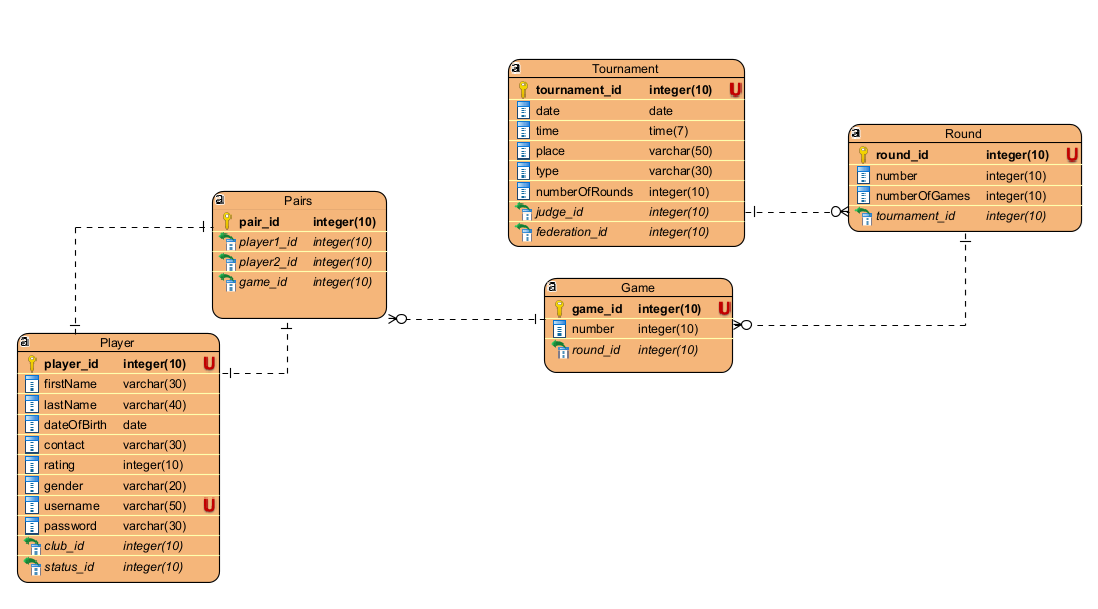 Tournament
tournament_id integer(10) U
date date
time time(7)
place varchar(50)
type varchar(30)
numberOfRounds integer(10)
judge_id integer(10)
federation_id integer(10)
Round
round_id integer(10) U
number integer(10)
numberOfGames integer(10)
tournament_id integer(10)
Pairs
pair_id integer(10)
player1_id integer(10)
player2_id integer(10)
game_id integer(10)
Game
game_id integer(10) U
number integer(10)
round_id integer(10)
Player
player_id integer(10) U
firstName varchar(30)
lastName varchar(40)
dateOfBirth date
contact varchar(30)
rating integer(10)
gender varchar(20)
username varchar(50) U
password varchar(30)
club_id integer(10)
status_id integer(10)
a
a
a
a
a